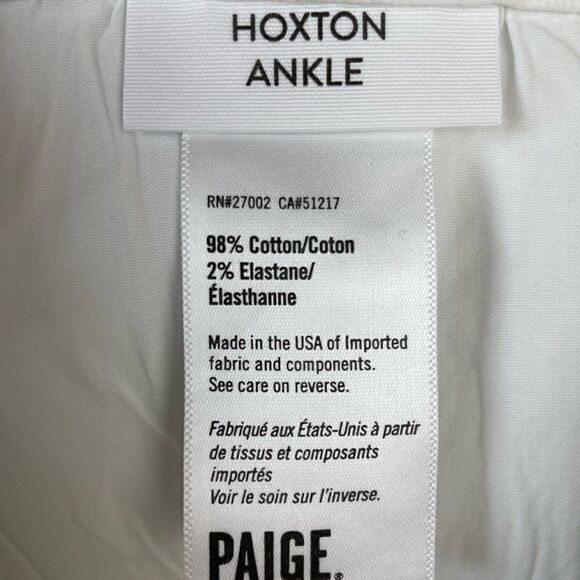 HOXTON
ANKLE
RN#27002 CA#51217
98% Cotton/Coton
2% Elastane/
Élasthanne
Made in the USA of Imported
fabric and components.
See care on reverse.
Fabriqué aux États-Unis à partir
de tissus et composants
importés
Voir le soin sur l'inverse.
PAIGE®